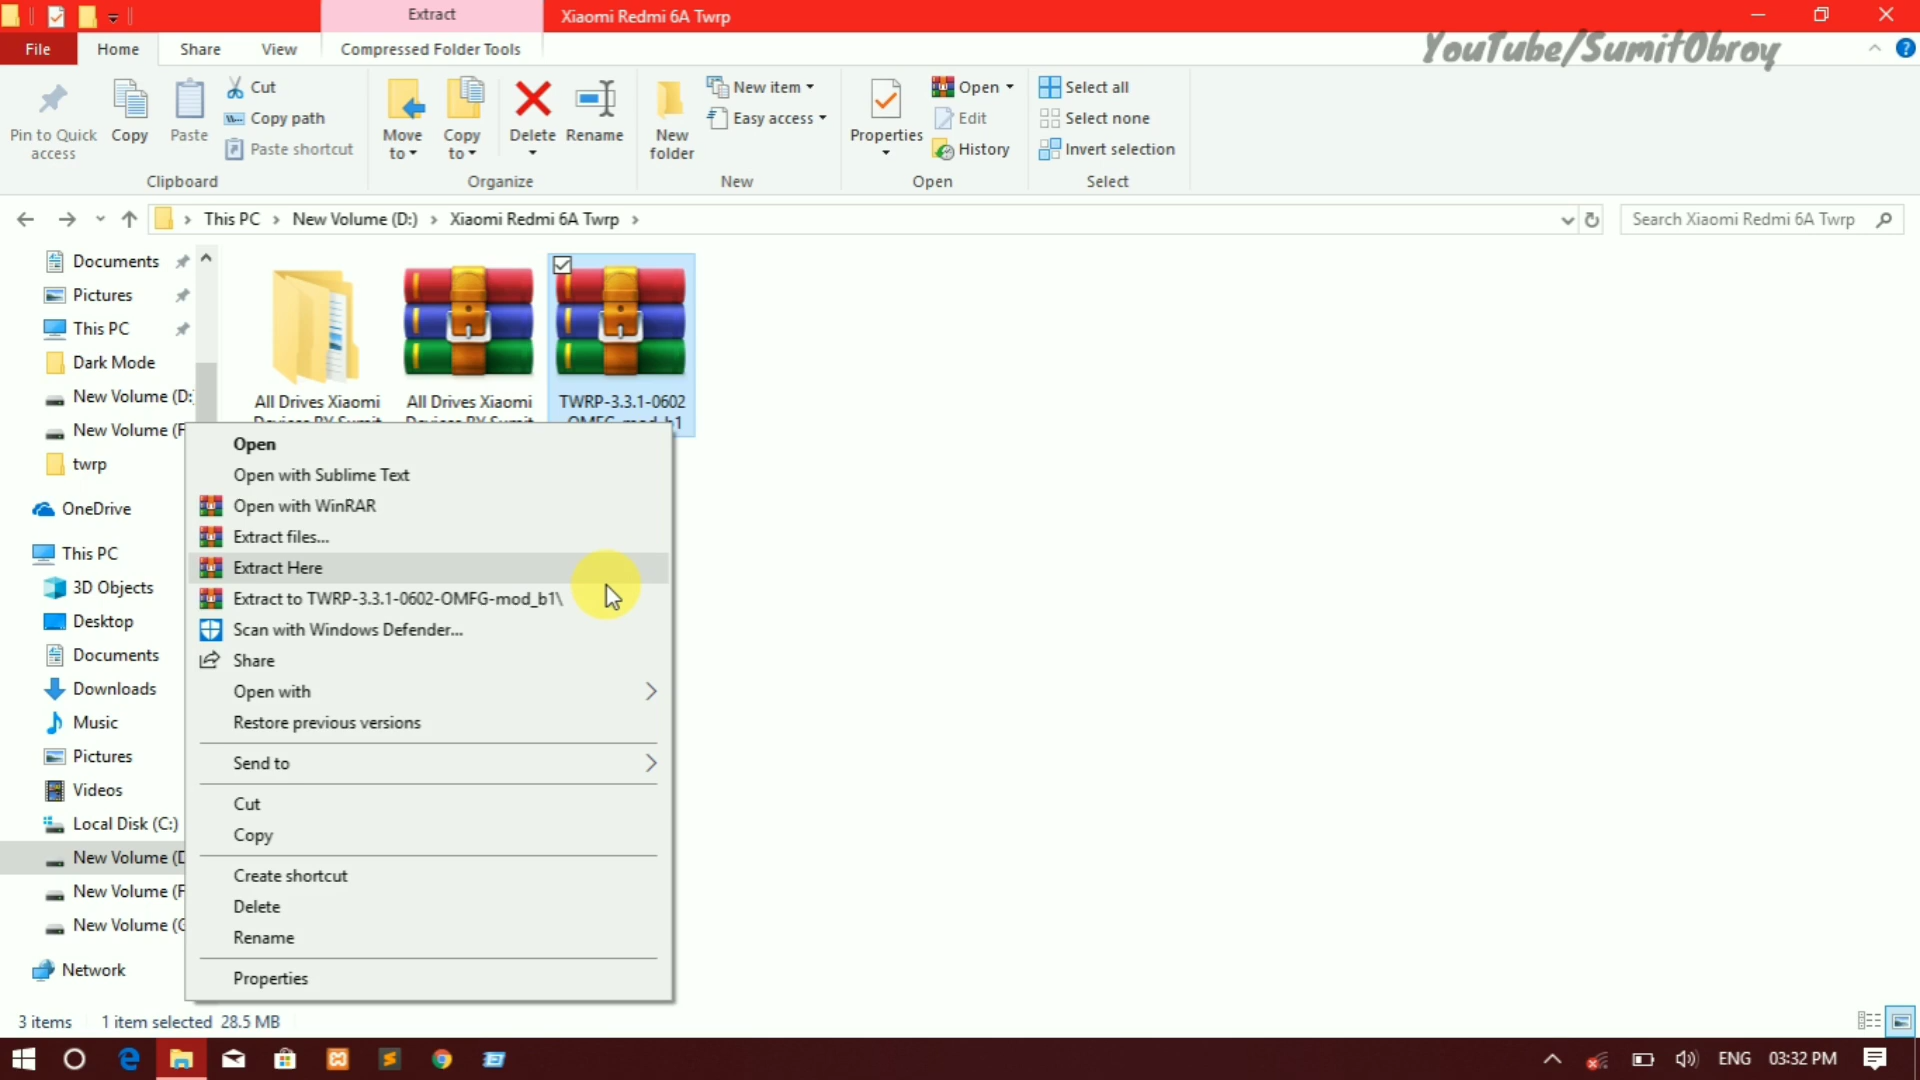 Extract
Xiaomi Redmi 6A Twrp
YouTube/SumitObroy
File
Home
Share
View
Compressed Folder Tools
Pin to Quick access
Copy
Paste
Cut
Copy path
Paste shortcut
Move to
Copy to
Delete
Rename
New folder
New item
Easy access
Properties
Open
Edit
History
Select all
Select none
Invert selection
Clipboard
Organize
New
Open
Select
This PC
New Volume (D:)
Xiaomi Redmi 6A Twrp
Search Xiaomi Redmi 6A Twrp
Documents
Pictures
This PC
Dark Mode
New Volume (D:
New Volume (F
twrp
OneDrive
This PC
3D Objects
Desktop
Documents
Downloads
Music
Pictures
Videos
Local Disk (C:)
New Volume (D
New Volume (F
New Volume (G
Network
All Drives Xiaomi
Devices BY Sumit
All Drives Xiaomi
Devices BY Sumit
TWRP-3.3.1-0602
OMFG-mod_b1
Open
Open with Sublime Text
Open with WinRAR
Extract files...
Extract Here
Extract to TWRP-3.3.1-0602-OMFG-mod_b1\
Scan with Windows Defender...
Share
Open with
Restore previous versions
Send to
Cut
Copy
Create shortcut
Delete
Rename
Properties
3 items
1 item selected 28.5 MB
ENG
03:32 PM